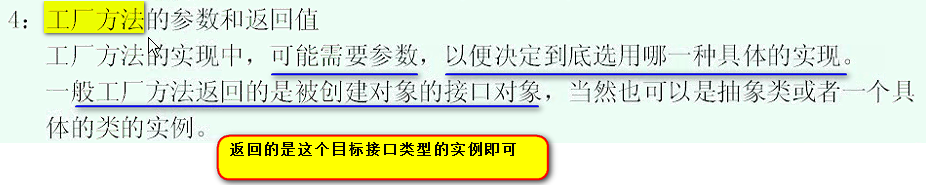 4：工厂方法的参数和返回值
工厂方法的实现中，可能需要参数，以便决定到底选用哪一种具体的实现。
一般工厂方法返回的是被创建对象的接口对象，当然也可以是抽象类或者一个具
体的类的实例。
返回的是这个目标接口类型的实例即可